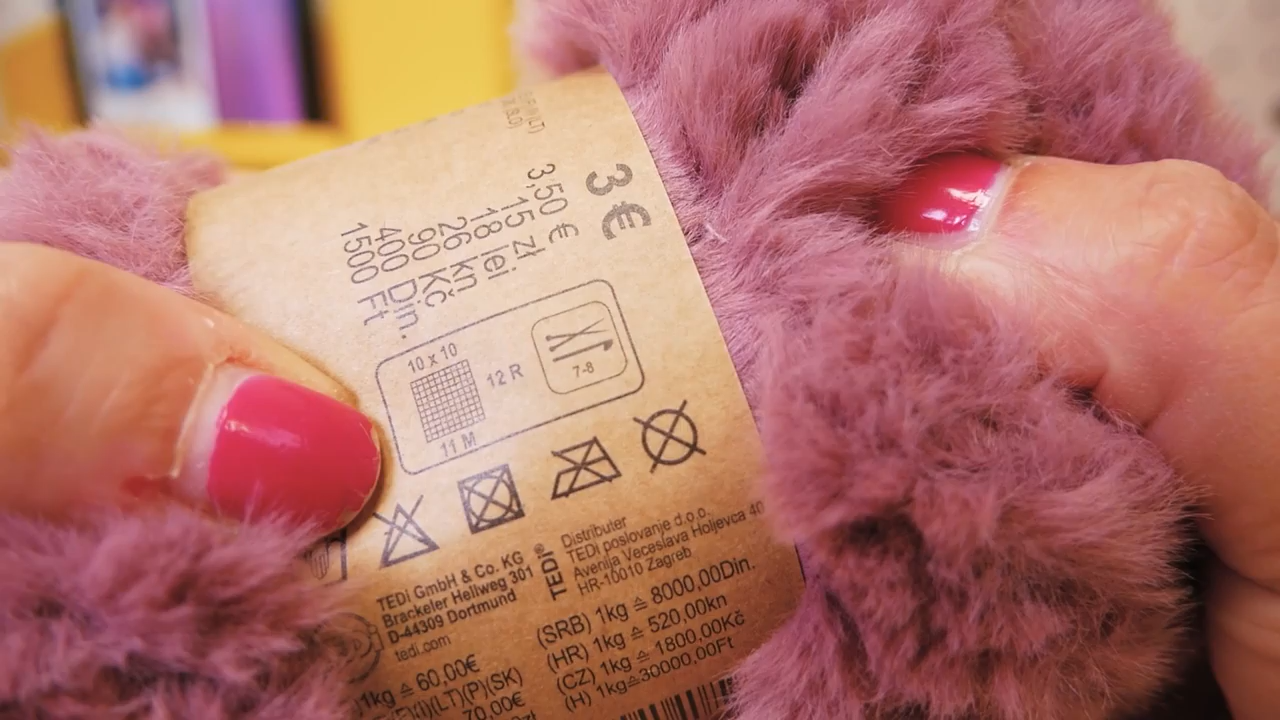 3 €
3,50 €
15 zł
18 lei
26 kn
90 Kč
400 Din.
1500 Ft
10 x 10
12 R
11 M
7-8
TEDi GmbH & Co. KG
Brackeler Hellweg 301
D-44309 Dortmund
tedi.com
TEDi®
Distributer
TEDi poslovanje d.o.o.
Avenija Veceslava Holjevca 40
HR-10010 Zagreb
1kg ≙ 60,00€
70,00€
(SRB) 1kg ≙ 8000,00Din.
(HR) 1kg ≙ 520,00kn
(CZ) 1kg ≙ 1800,00Kč
(H) 1kg≙30000,00Ft